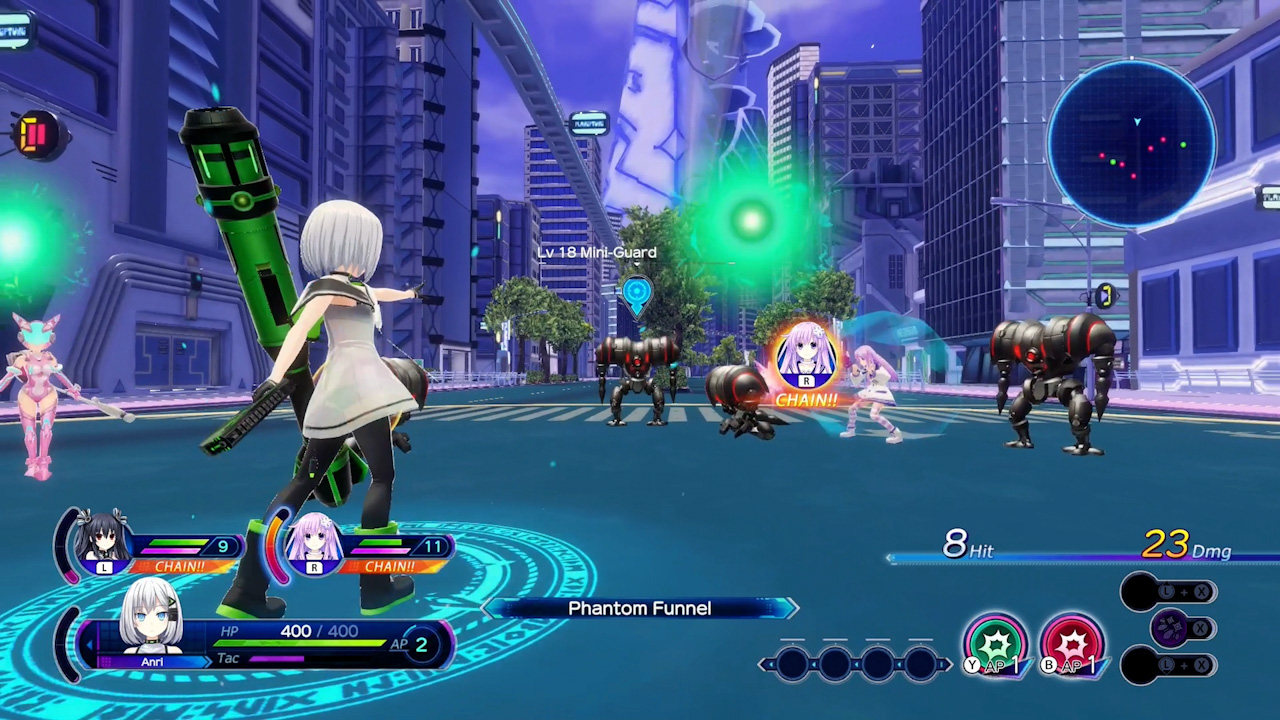 Lv 18 Mini-Guard
R
CHAIN!!
8 Hit
23 Dmg
9
L
CHAIN!!
11
R
CHAIN!!
Phantom Funnel
HP 400 / 400
AP 2
Anri
Tac
Y AP 1
B AP 1
L + X
X
L + X